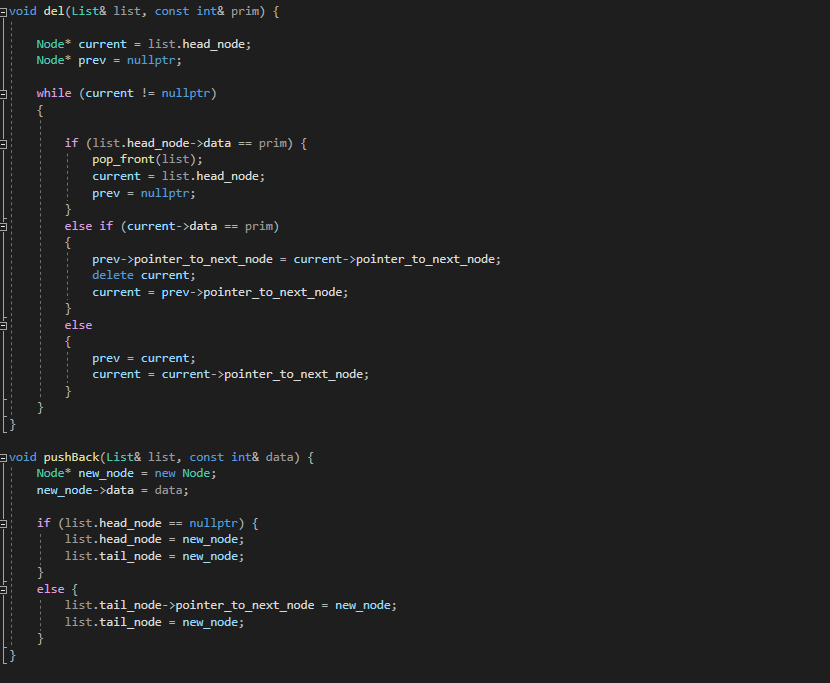 void del(List& list, const int& prim) {
    Node* current = list.head_node;
    Node* prev = nullptr;
    while (current != nullptr)
    {
        if (list.head_node->data == prim) {
            pop_front(list);
            current = list.head_node;
            prev = nullptr;
        }
        else if (current->data == prim)
        {
            prev->pointer_to_next_node = current->pointer_to_next_node;
            delete current;
            current = prev->pointer_to_next_node;
        }
        else
        {
            prev = current;
            current = current->pointer_to_next_node;
        }
    }
}
void pushBack(List& list, const int& data) {
    Node* new_node = new Node;
    new_node->data = data;
    if (list.head_node == nullptr) {
        list.head_node = new_node;
        list.tail_node = new_node;
    }
    else {
        list.tail_node->pointer_to_next_node = new_node;
        list.tail_node = new_node;
    }
}